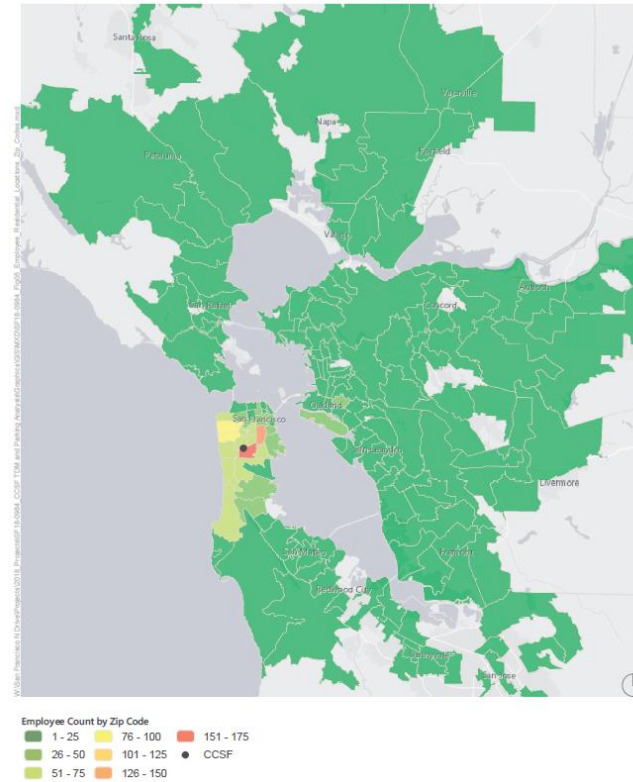 Santa Rosa
Vacaville
Napa
Fairfield
Petaluma
Vallejo
San Rafael
Concord
Antioch
Oakland
San Francisco
San Leandro
Livermore
San Mateo
Fremont
Redwood City
San Jose
Employee Count by Zip Code
1 - 25
76 - 100
151 - 175
26 - 50
101 - 125
CCSF
51 - 75
126 - 150